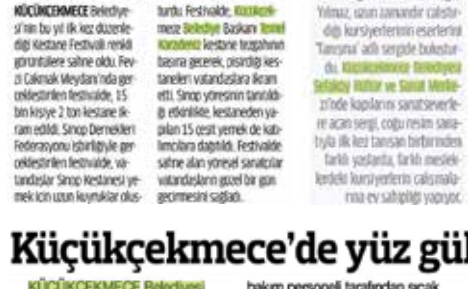 KÜÇÜKÇEKMECE Belediye-
si'nin bu yıl ilk kez düzenle-
diği Kestane Festivali renkli
görüntülere sahne oldu. Fev-
zi Çakmak Meydanı'nda ger-
çekleştirilen festivalde, 15
bin kişiye 2 ton kestane ik-
ram edildi. Sinop Dernekleri
Federasyonu işbirliğiyle ger-
çekleştirilen festivalde, va-
tandaşlar Sinop Kestanesi ye-
mek için uzun kuyruklar oluş-
turdu. Festivalde, Küçükçek-
mece Belediye Başkanı Temel
Karadeniz kestane tezgahının
başına geçerek, pişirdiği kes-
taneleri vatandaşlara ikram
etti. Sinop yöresinin tanıtıldı-
ğı etkinlikte, kestaneden ya-
pılan 15 çeşit yemek de katı-
lımcılara dağıtıldı. Festivalde
sahne alan yöresel sanatçılar
vatandaşların güzel bir gün
geçirmesini sağladı.
Yılmaz, uzun zamandır çalıştır-
dığı kursiyerlerinin eserlerini
'Tanışma' adlı sergide buluştur-
du. Küçükçekmece Belediyesi
Sefaköy Kültür ve Sanat Merke-
zi'nde kapılarını sanatseverle-
re açan sergi, çoğu resim sana-
tıyla ilk kez tanışan birbirinden
farklı yaşlarda, farklı meslek-
lerdeki kursiyerlerin çalışmala-
rına ev sahipliği yapıyor.
Küçükçekmece'de yüz gül
KÜÇÜKÇEKMECE Belediyesi
bakım personeli tarafından sıcak